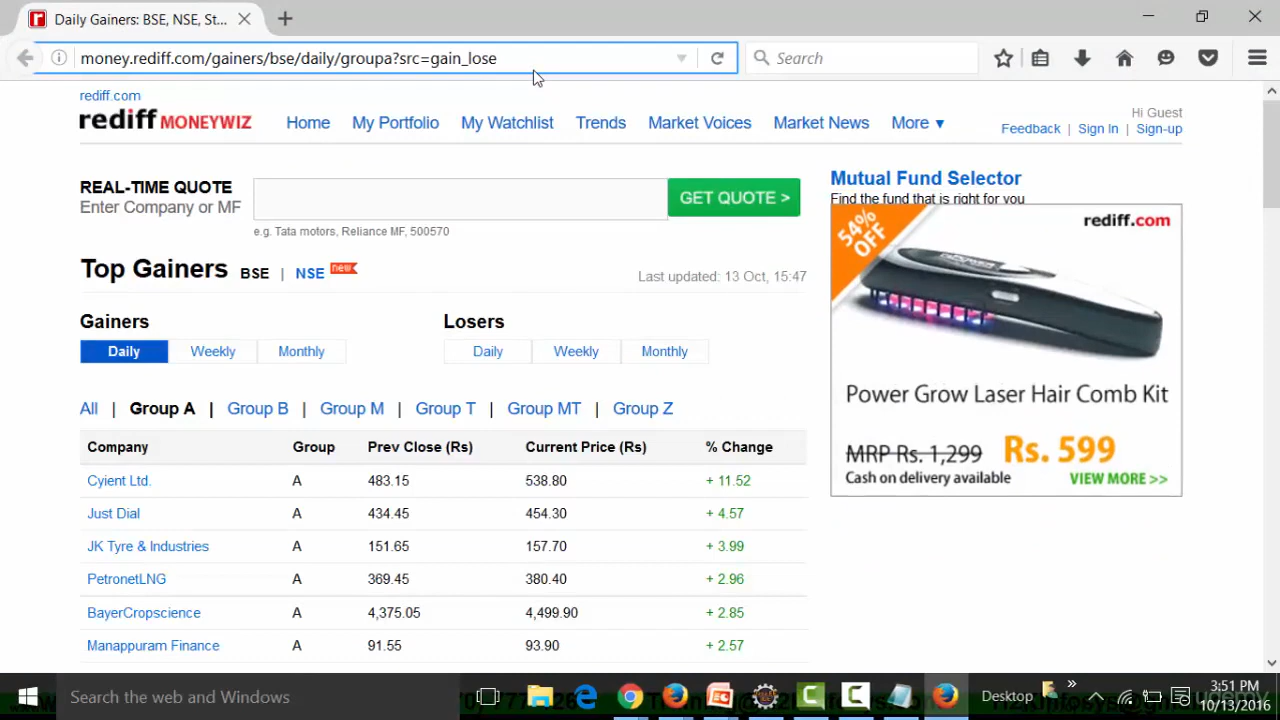 Daily Gainers: BSE, NSE, St...
money.rediff.com/gainers/bse/daily/groupa?src=gain_lose
Search
rediff.com
rediff MONEYWIZ
Home My Portfolio My Watchlist Trends Market Voices Market News More ▼
Hi Guest
Feedback | Sign In | Sign-up
REAL-TIME QUOTE
Enter Company or MF
GET QUOTE >
e.g. Tata motors, Reliance MF, 500570
Mutual Fund Selector
Find the fund that is right for you
Top Gainers BSE | NSE new
Last updated: 13 Oct, 15:47
Gainers
Daily Weekly Monthly
Losers
Daily Weekly Monthly
All | Group A | Group B | Group M | Group T | Group MT | Group Z
Company Group Prev Close (Rs) Current Price (Rs) % Change
Cyient Ltd. A 483.15 538.80 + 11.52
Just Dial A 434.45 454.30 + 4.57
JK Tyre & Industries A 151.65 157.70 + 3.99
PetronetLNG A 369.45 380.40 + 2.96
BayerCropscience A 4,375.05 4,499.90 + 2.85
Manappuram Finance A 91.55 93.90 + 2.57
54% OFF
rediff.com
Power Grow Laser Hair Comb Kit
MRP Rs. 1,299 Rs. 599
Cash on delivery available VIEW MORE >>
Search the web and Windows
Desktop
3:51 PM
10/13/2016
udemy